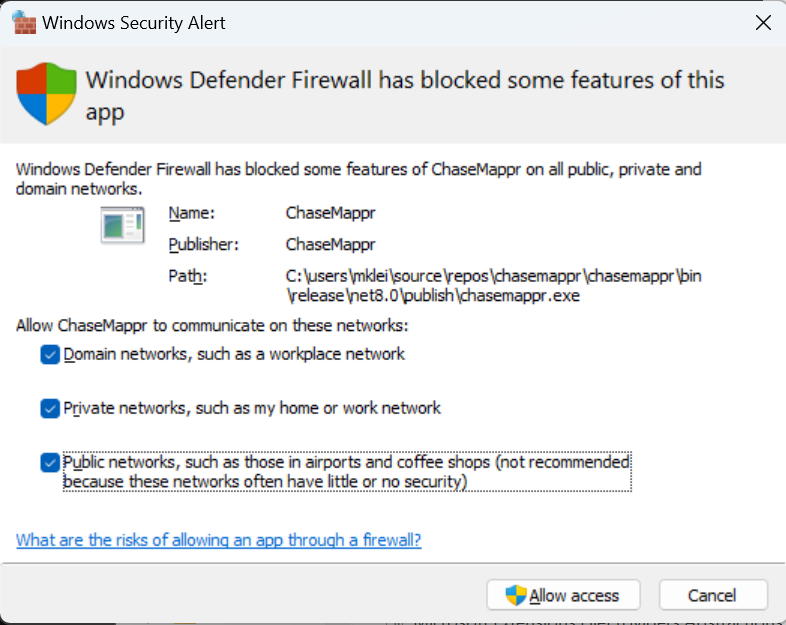 Windows Security Alert
Windows Defender Firewall has blocked some features of this
app
Windows Defender Firewall has blocked some features of ChaseMappr on all public, private and
domain networks.
Name: ChaseMappr
Publisher: ChaseMappr
Path: C:\users\mklei\source\repos\chasemappr\chasemappr\bin
\release\net8.0\publish\chasemappr.exe
Allow ChaseMappr to communicate on these networks:
Domain networks, such as a workplace network
Private networks, such as my home or work network
Public networks, such as those in airports and coffee shops (not recommended
because these networks often have little or no security)
What are the risks of allowing an app through a firewall?
Allow access Cancel